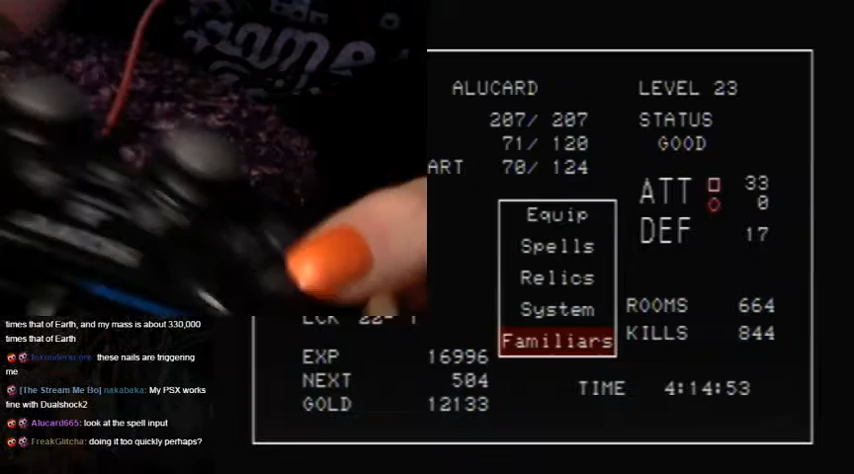 ame
ALUCARD LEVEL 23
207/ 207 STATUS
71/ 120 GOOD
ART 70/ 124
ATT 33
0
DEF 17
Equip
Spells
Relics
System
Familiars
ROOMS 664
KILLS 844
EXP 16996
NEXT 504
GOLD 12133
TIME 4:14:53
times that of Earth, and my mass is about 330,000
times that of Earth
these nails are triggering
me
[The Stream Me Bo] nakabaka: My PSX works
fine with Dualshock2
Alucard665: look at the spell input
FreakGlitcha: doing it too quickly perhaps?